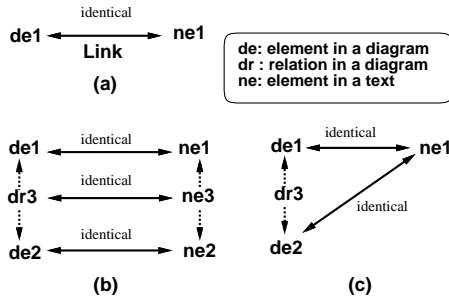 identical
de1 ne1
Link
(a)
de: element in a diagram
dr : relation in a diagram
ne: element in a text
identical
de1 ne1
identical
dr3 ne3
identical
de2 ne2
(b)
identical
de1 ne1
dr3
identical
de2
(c)